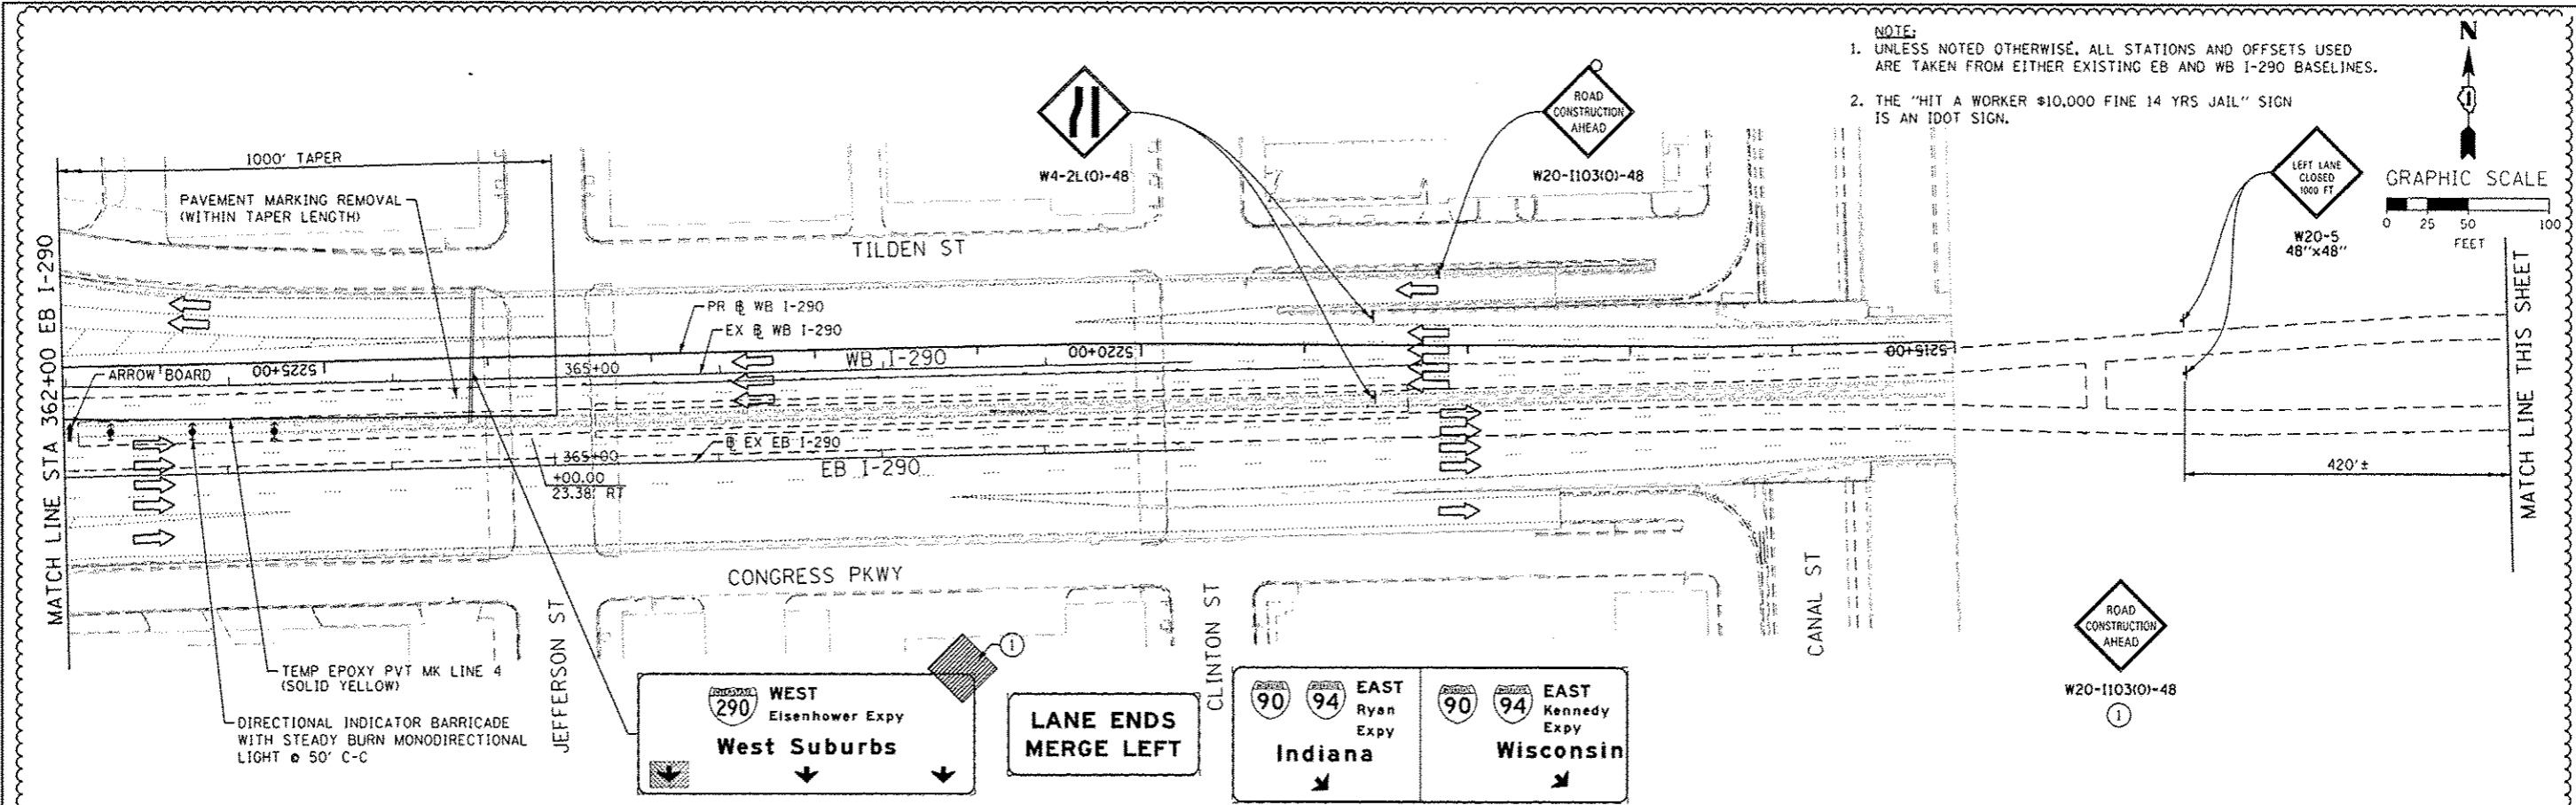 NOTE:
1. UNLESS NOTED OTHERWISE, ALL STATIONS AND OFFSETS USED
ARE TAKEN FROM EITHER EXISTING EB AND WB I-290 BASELINES.
2. THE "HIT A WORKER $10,000 FINE 14 YRS JAIL" SIGN
IS AN IDOT SIGN.
N
GRAPHIC SCALE
0 25 50 100
FEET
1000' TAPER
PAVEMENT MARKING REMOVAL
(WITHIN TAPER LENGTH)
W4-2L(O)-48
ROAD
CONSTRUCTION
AHEAD
W20-I103(O)-48
LEFT LANE
CLOSED
1000 FT
W20-5
48"x48"
TILDEN ST
PR ℄ WB I-290
EX ℄ WB I-290
WB I-290
ARROW BOARD
5225+00
365+00
5220+00
5215+00
MATCH LINE STA 362+00 EB I-290
MATCH LINE THIS SHEET
℄ EX EB I-290
365+00
EB I-290
+00.00
23.38' RT
420'±
CONGRESS PKWY
JEFFERSON ST
CLINTON ST
CANAL ST
TEMP EPOXY PVT MK LINE 4
(SOLID YELLOW)
DIRECTIONAL INDICATOR BARRICADE
WITH STEADY BURN MONODIRECTIONAL
LIGHT @ 50' C-C
1
290 WEST
Eisenhower Expy
West Suburbs
LANE ENDS
MERGE LEFT
90 94 EAST
Ryan
Expy
Indiana
90 94 EAST
Kennedy
Expy
Wisconsin
ROAD
CONSTRUCTION
AHEAD
W20-I103(O)-48
1